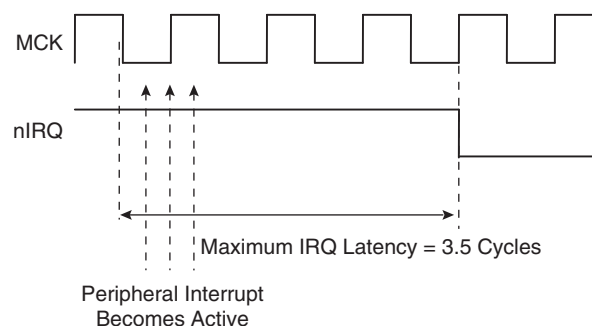 MCK
nIRQ
Maximum IRQ Latency = 3.5 Cycles
Peripheral Interrupt
Becomes Active